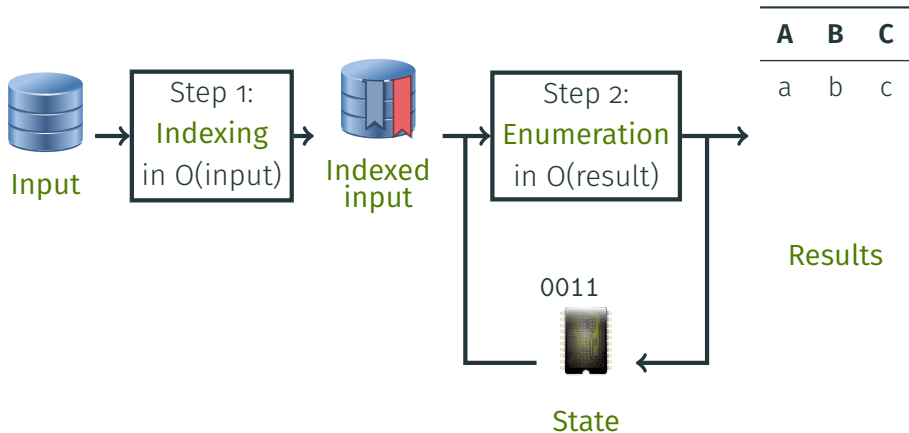 A B C
a b c
Step 1:
Indexing
in O(input)
Step 2:
Enumeration
in O(result)
Input
Indexed
input
Results
0011
State